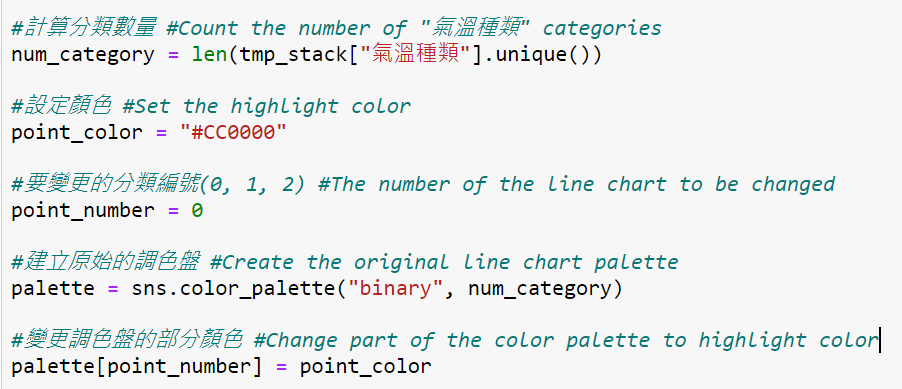 #計算分類數量 #Count the number of "氣溫種類" categories
num_category = len(tmp_stack["氣溫種類"].unique())
#設定顏色 #Set the highlight color
point_color = "#CC0000"
#要變更的分類編號(0, 1, 2) #The number of the line chart to be changed
point_number = 0
#建立原始的調色盤 #Create the original line chart palette
palette = sns.color_palette("binary", num_category)
#變更調色盤的部分顏色 #Change part of the color palette to highlight color
palette[point_number] = point_color